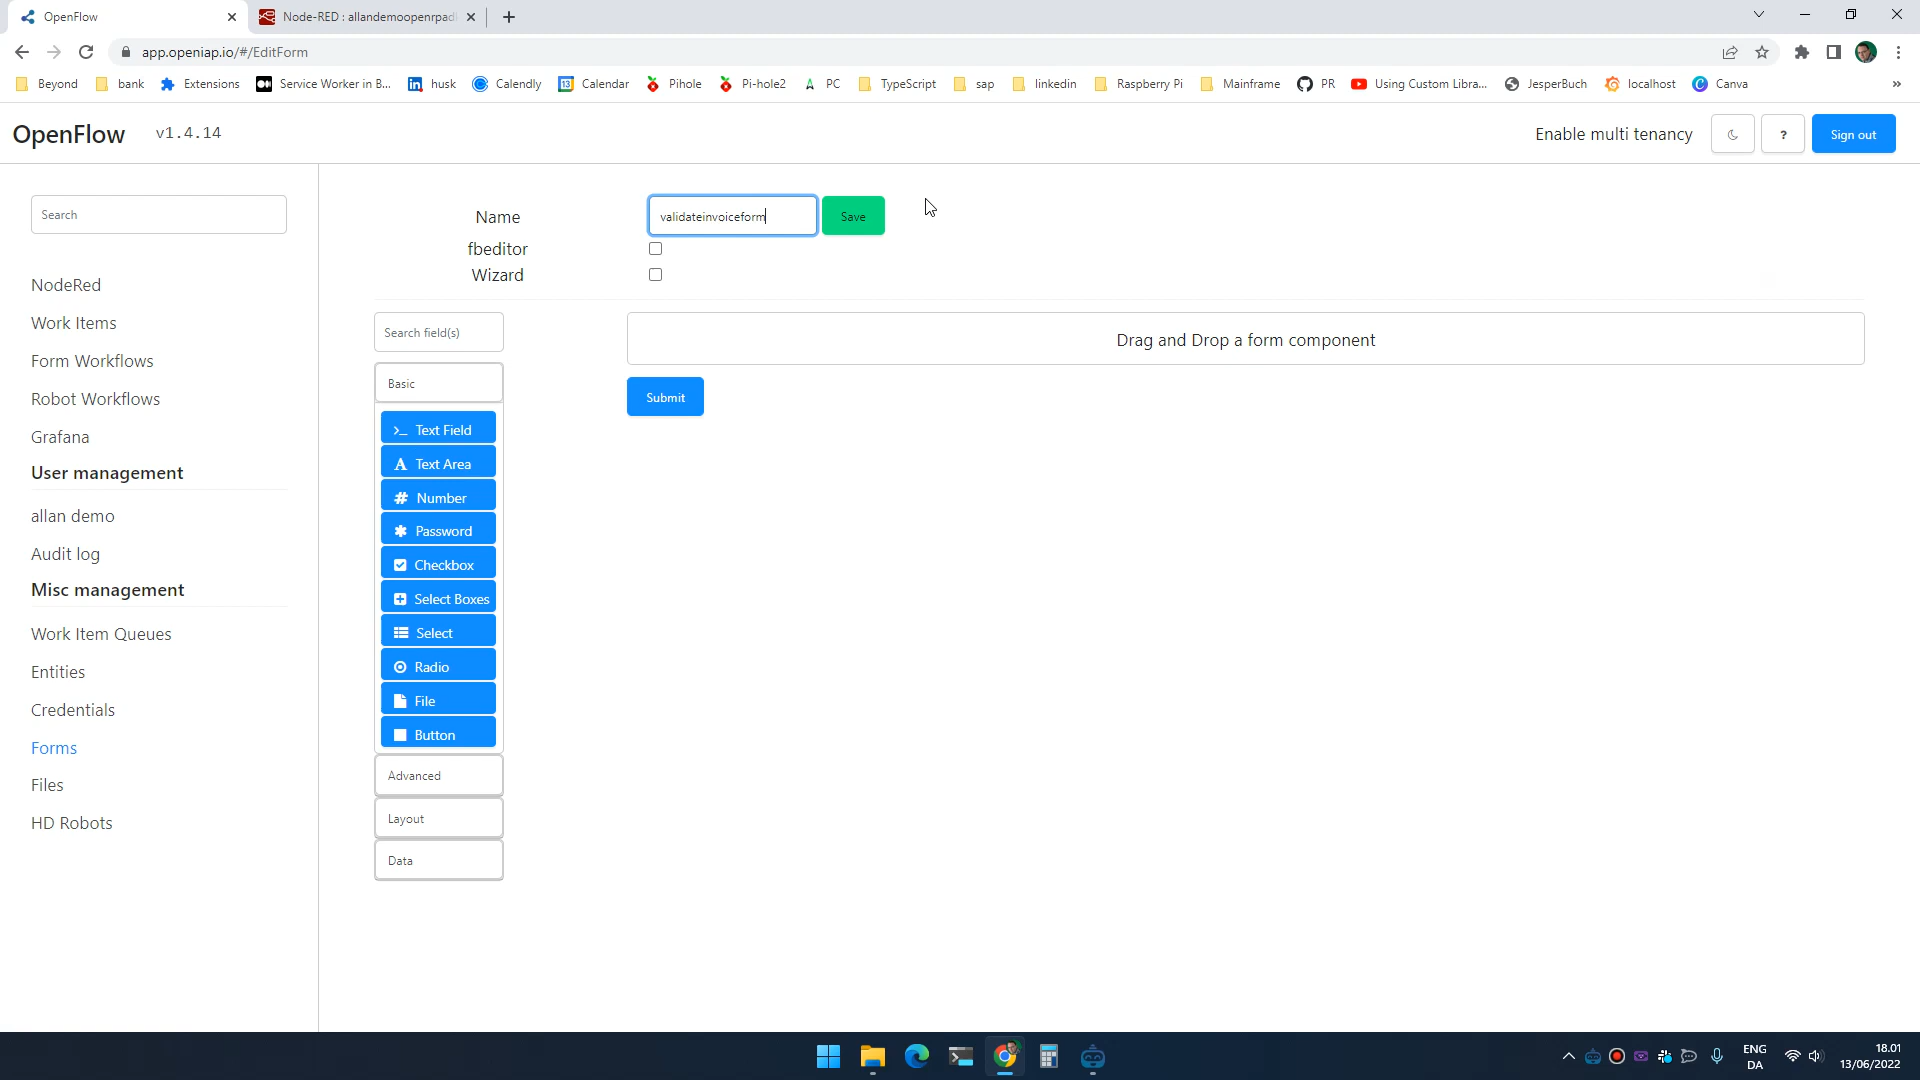 OpenFlow
Node-RED : allandemoopenrpadi
app.openiap.io/#/EditForm
Beyond bank Extensions Service Worker in B... husk Calendly Calendar Pihole Pi-hole2 PC TypeScript sap linkedin Raspberry Pi Mainframe PR Using Custom Libra... JesperBuch localhost Canva »
OpenFlow v1.4.14 Enable multi tenancy ? Sign out
Search
NodeRed
Work Items
Form Workflows
Robot Workflows
Grafana
User management
allan demo
Audit log
Misc management
Work Item Queues
Entities
Credentials
Forms
Files
HD Robots
Name validateinvoiceform Save
fbeditor
Wizard
Search field(s)
Basic
Text Field
Text Area
Number
Password
Checkbox
Select Boxes
Select
Radio
File
Button
Advanced
Layout
Data
Drag and Drop a form component
Submit
ENG
DA
18.01
13/06/2022